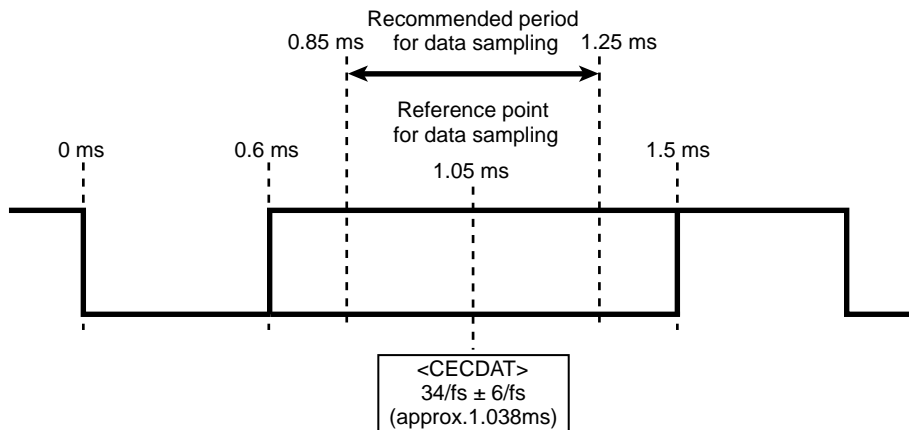 Recommended period
for data sampling
0.85 ms
1.25 ms
Reference point
for data sampling
0 ms
0.6 ms
1.05 ms
1.5 ms
<CECDAT>
34/fs ± 6/fs
(approx.1.038ms)